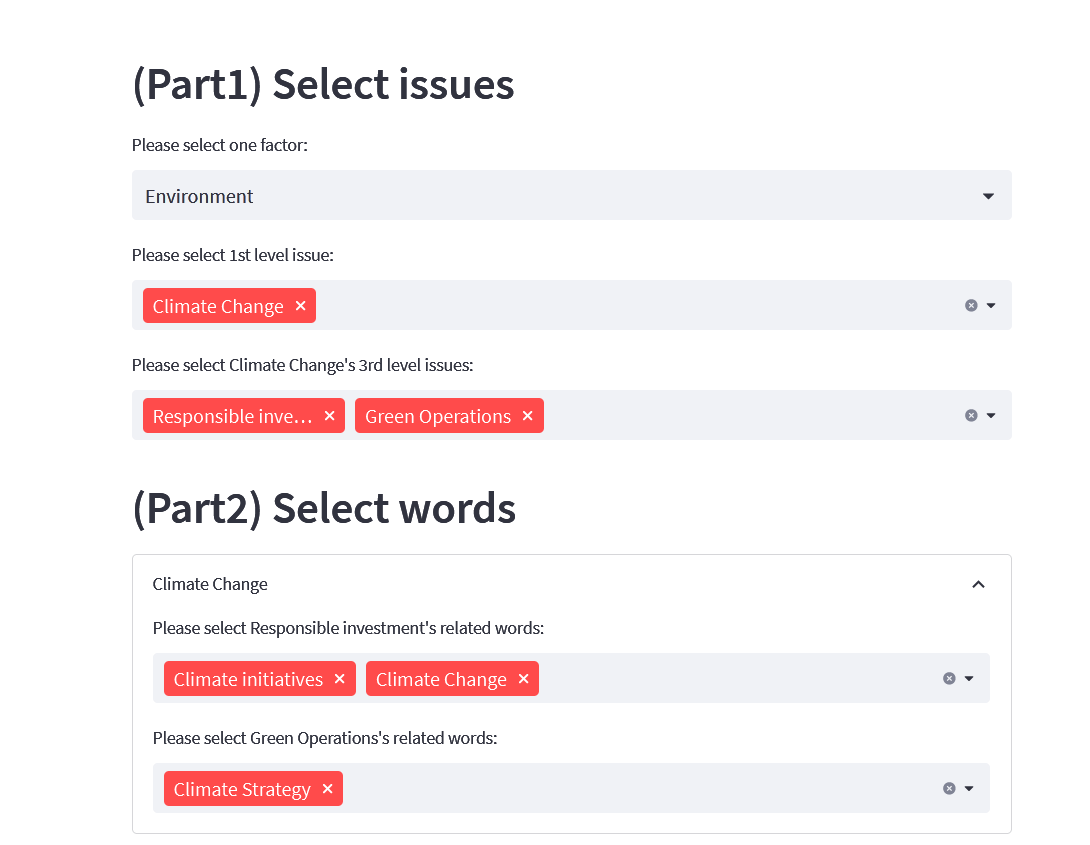 (Part1) Select issues
Please select one factor:
Environment
Please select 1st level issue:
Climate Change
Please select Climate Change's 3rd level issues:
Responsible inve... Green Operations
(Part2) Select words
Climate Change
Please select Responsible investment's related words:
Climate initiatives Climate Change
Please select Green Operations's related words:
Climate Strategy